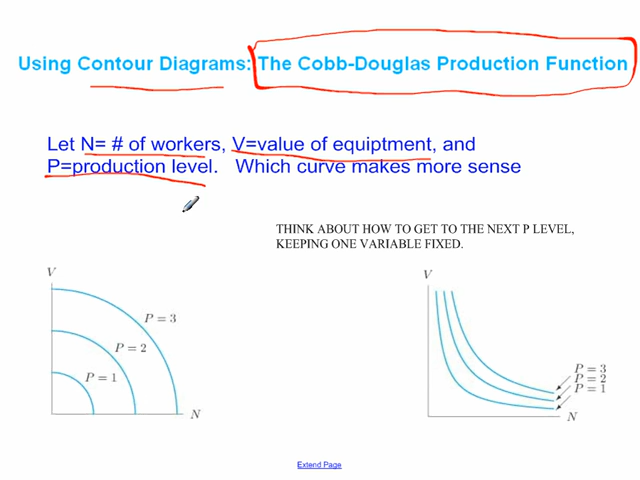 Using Contour Diagrams: The Cobb-Douglas Production Function
Let N= # of workers, V=value of equiptment, and
P=production level. Which curve makes more sense
THINK ABOUT HOW TO GET TO THE NEXT P LEVEL,
KEEPING ONE VARIABLE FIXED.
V
P = 3
P = 2
P = 1
N
V
P = 3
P = 2
P = 1
N
Extend Page